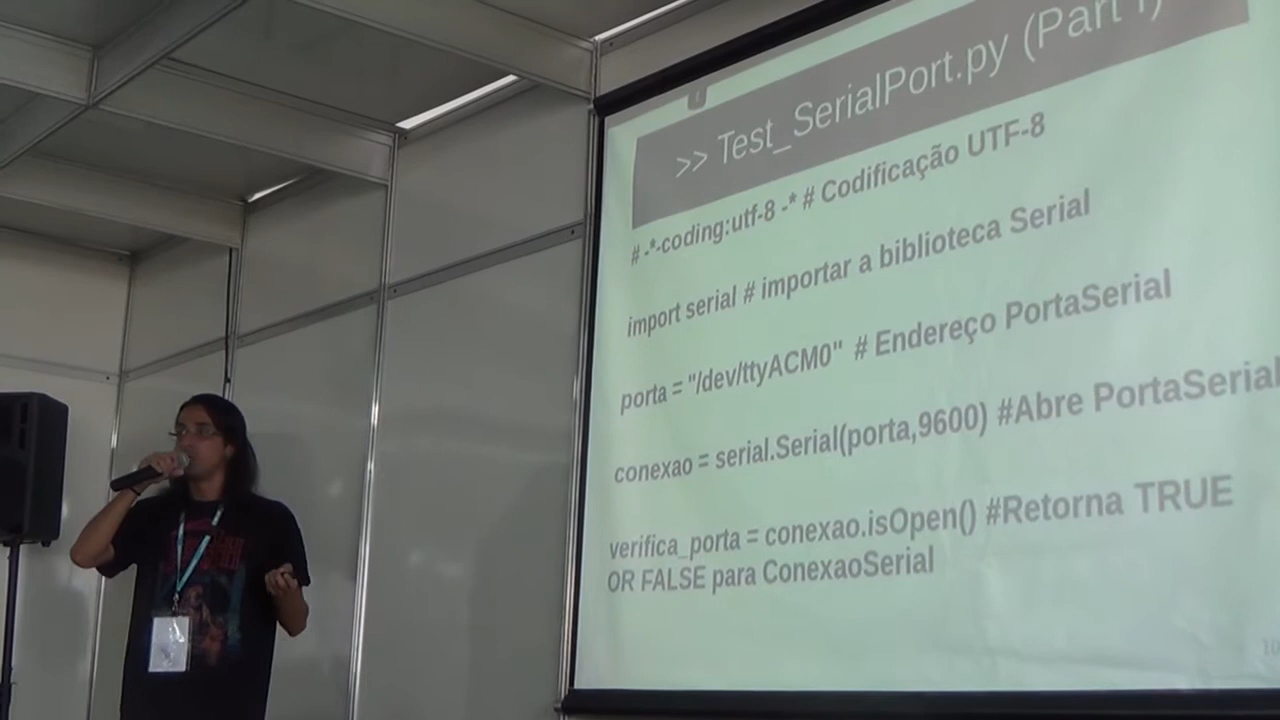 >> Test_SerialPort.py (Part I)
# -*-coding:utf-8 -* # Codificação UTF-8
import serial # importar a biblioteca Serial
porta = "/dev/ttyACM0" # Endereço PortaSerial
conexao = serial.Serial(porta,9600) #Abre PortaSerial
verifica_porta = conexao.isOpen() #Retorna TRUE
OR FALSE para ConexaoSerial